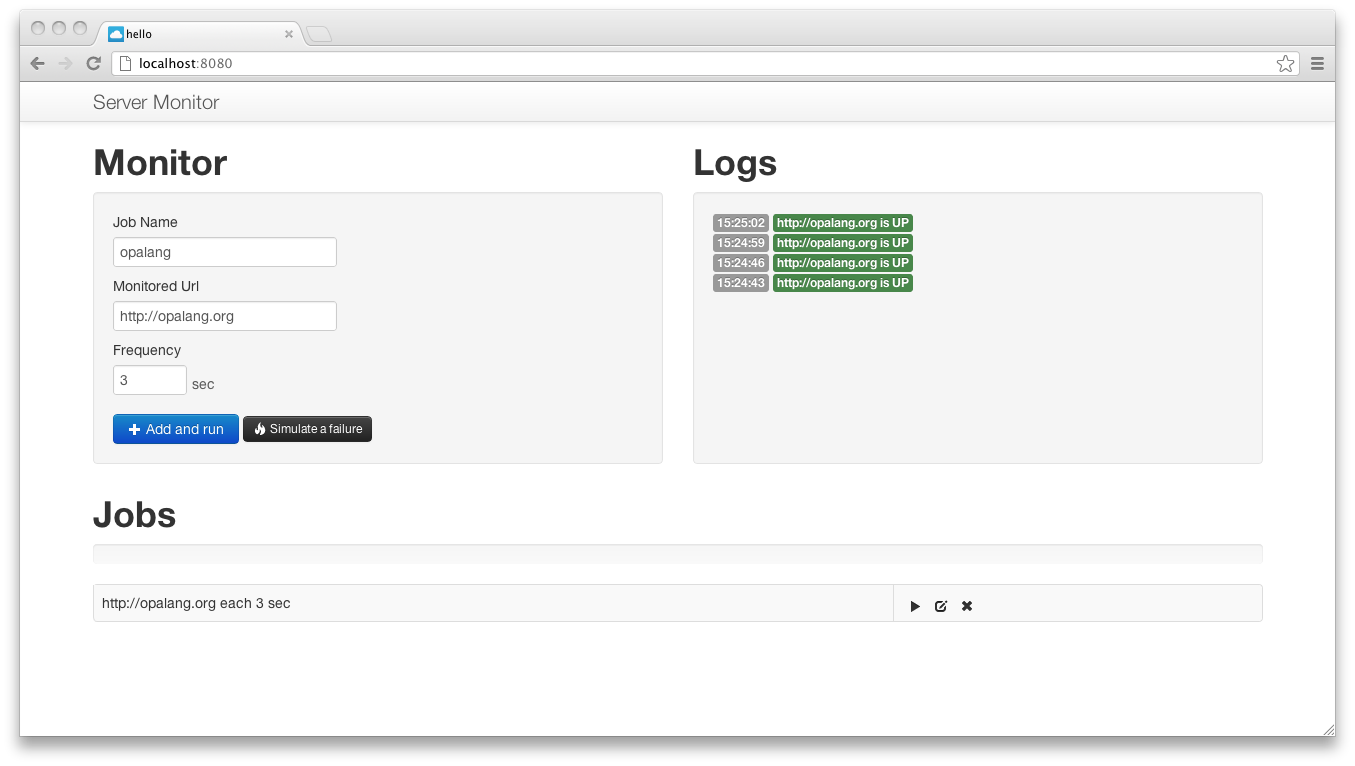 hello
localhost:8080
Server Monitor
Monitor
Job Name
opalang
Monitored Url
http://opalang.org
Frequency
3 sec
Add and run Simulate a failure
Logs
15:25:02 http://opalang.org is UP
15:24:59 http://opalang.org is UP
15:24:46 http://opalang.org is UP
15:24:43 http://opalang.org is UP
Jobs
http://opalang.org each 3 sec